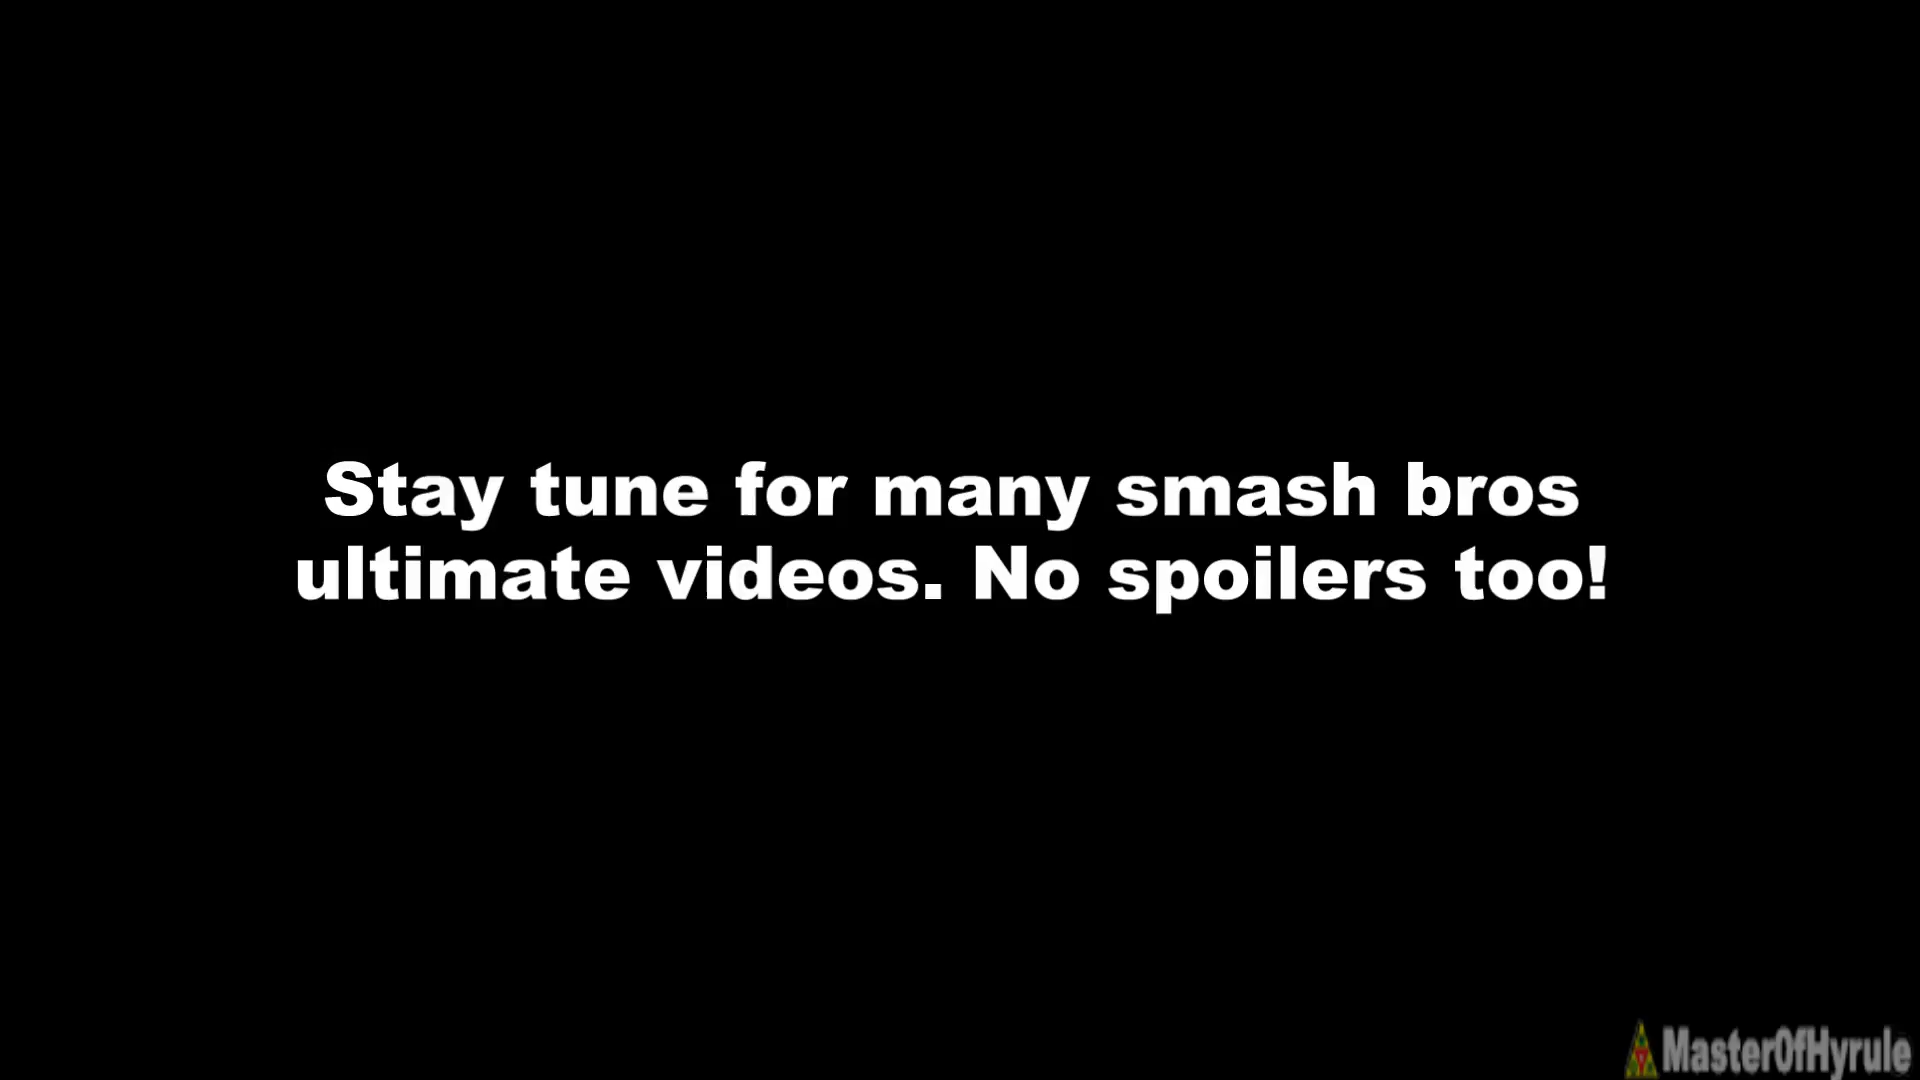 Stay tune for many smash bros
ultimate videos. No spoilers too!
MasterOfHyrule